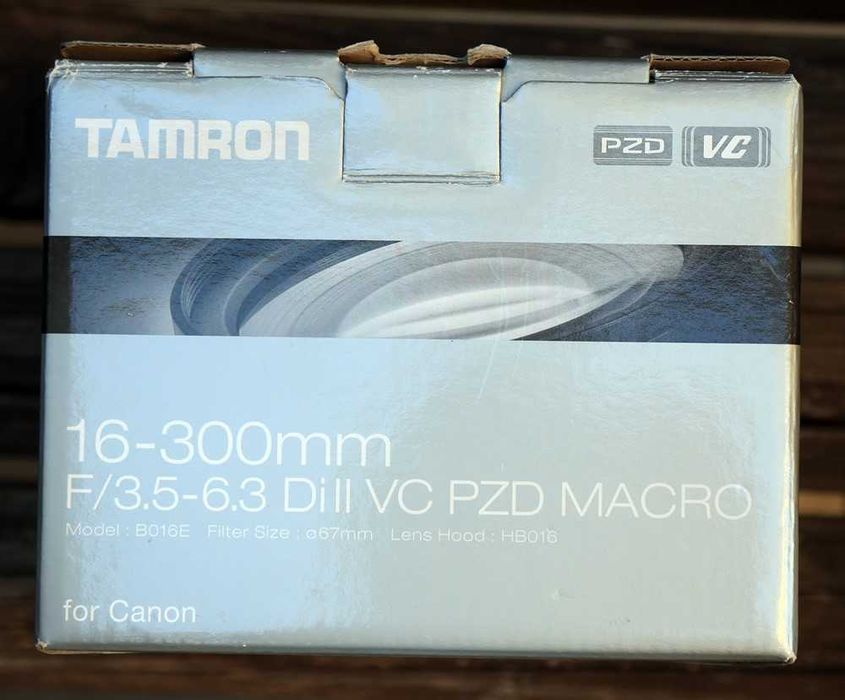 TAMRON
PZD VC
16-300mm
F/3.5-6.3 Di II VC PZD MACRO
Model : B016E Filter Size : ø67mm Lens Hood : HB016
for Canon